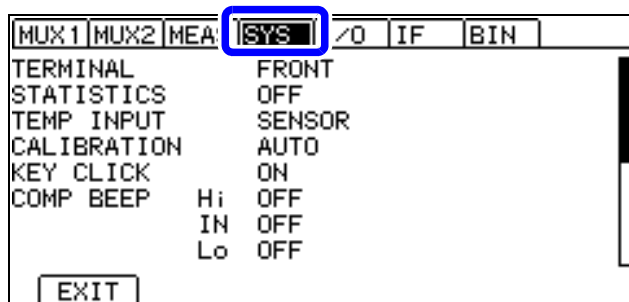 MUX1 MUX2 MEA SYS /O IF BIN
TERMINAL FRONT
STATISTICS OFF
TEMP INPUT SENSOR
CALIBRATION AUTO
KEY CLICK ON
COMP BEEP Hi OFF
IN OFF
Lo OFF
EXIT